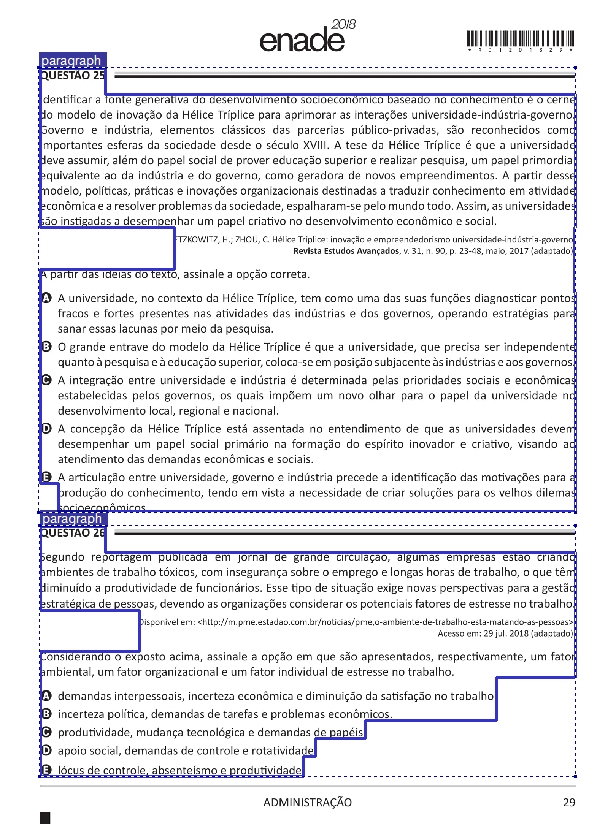 enade2018
paragraph
QUESTÃO 25
Identificar a fonte generativa do desenvolvimento socioeconômico baseado no conhecimento é o cerne
do modelo de inovação da Hélice Tríplice para aprimorar as interações universidade-indústria-governo.
Governo e indústria, elementos clássicos das parcerias público-privadas, são reconhecidos como
importantes esferas da sociedade desde o século XVIII. A tese da Hélice Tríplice é que a universidade
deve assumir, além do papel social de prover educação superior e realizar pesquisa, um papel primordial
equivalente ao da indústria e do governo, como geradora de novos empreendimentos. A partir desse
modelo, políticas, práticas e inovações organizacionais destinadas a traduzir conhecimento em atividade
econômica e a resolver problemas da sociedade, espalharam-se pelo mundo todo. Assim, as universidades
são instigadas a desempenhar um papel criativo no desenvolvimento econômico e social.
ETZKOWITZ, H.; ZHOU, C. Hélice Tríplice: inovação e empreendedorismo universidade-indústria-governo.
Revista Estudos Avançados, v. 31, n. 90, p. 23-48, maio, 2017 (adaptado).
A partir das ideias do texto, assinale a opção correta.
A A universidade, no contexto da Hélice Tríplice, tem como uma das suas funções diagnosticar pontos
fracos e fortes presentes nas atividades das indústrias e dos governos, operando estratégias para
sanar essas lacunas por meio da pesquisa.
B O grande entrave do modelo da Hélice Tríplice é que a universidade, que precisa ser independente
quanto à pesquisa e à educação superior, coloca-se em posição subjacente às indústrias e aos governos.
C A integração entre universidade e indústria é determinada pelas prioridades sociais e econômicas
estabelecidas pelos governos, os quais impõem um novo olhar para o papel da universidade no
desenvolvimento local, regional e nacional.
D A concepção da Hélice Tríplice está assentada no entendimento de que as universidades devem
desempenhar um papel social primário na formação do espírito inovador e criativo, visando ao
atendimento das demandas econômicas e sociais.
E A articulação entre universidade, governo e indústria precede a identificação das motivações para a
produção do conhecimento, tendo em vista a necessidade de criar soluções para os velhos dilemas
socioeconômicos.
paragraph
QUESTÃO 26
Segundo reportagem publicada em jornal de grande circulação, algumas empresas estão criando
ambientes de trabalho tóxicos, com insegurança sobre o emprego e longas horas de trabalho, o que têm
diminuído a produtividade de funcionários. Esse tipo de situação exige novas perspectivas para a gestão
estratégica de pessoas, devendo as organizações considerar os potenciais fatores de estresse no trabalho.
Disponível em: <http://m.pme.estadao.com.br/noticias/pme,o-ambiente-de-trabalho-esta-matando-as-pessoas>.
Acesso em: 29 jul. 2018 (adaptado).
Considerando o exposto acima, assinale a opção em que são apresentados, respectivamente, um fator
ambiental, um fator organizacional e um fator individual de estresse no trabalho.
A demandas interpessoais, incerteza econômica e diminuição da satisfação no trabalho
B incerteza política, demandas de tarefas e problemas econômicos.
C produtividade, mudança tecnológica e demandas de papéis
D apoio social, demandas de controle e rotatividade
E lócus de controle, absenteísmo e produtividade
ADMINISTRAÇÃO
29